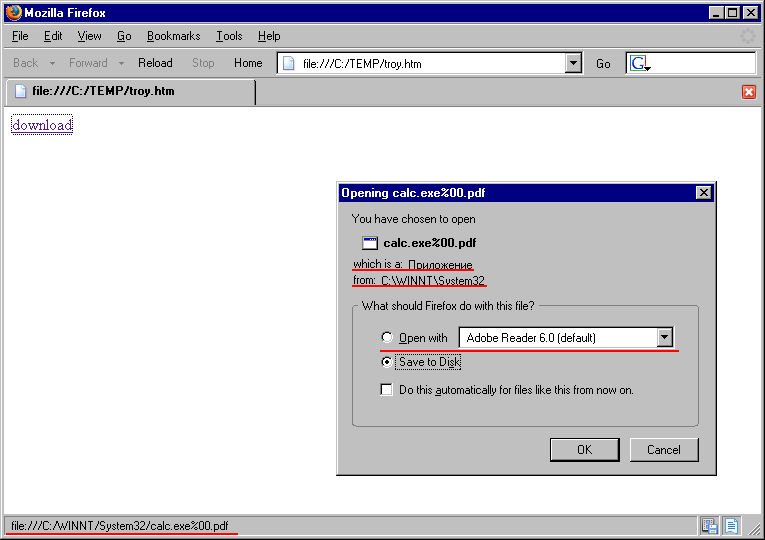 Mozilla Firefox
File Edit View Go Bookmarks Tools Help
Back Forward Reload Stop Home file:///C:/TEMP/troy.htm Go G
file:///C:/TEMP/troy.htm
download
Opening calc.exe%00.pdf
You have chosen to open
calc.exe%00.pdf
which is a: Приложение
from: C:\WINNT\System32
What should Firefox do with this file?
Open with Adobe Reader 6.0 (default)
Save to Disk
Do this automatically for files like this from now on.
OK Cancel
file:///C:/WINNT/System32/calc.exe%00.pdf